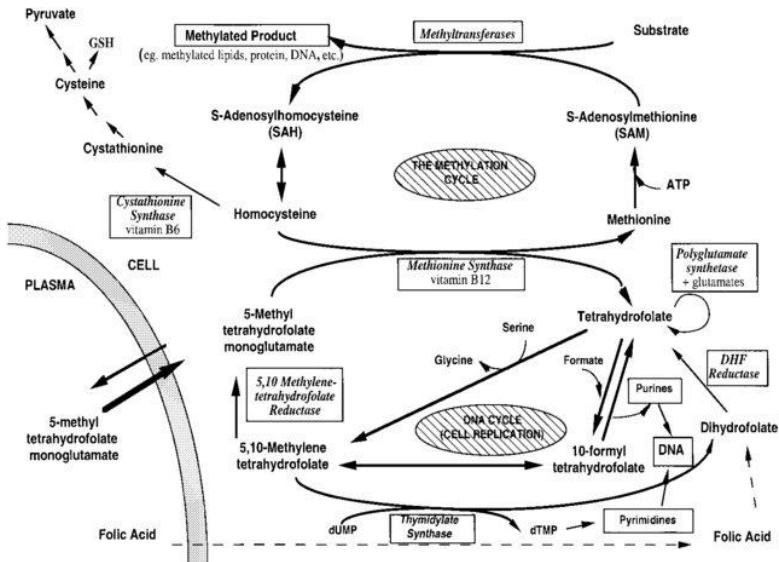 Pyruvate
GSH
Cysteine
Cystathionine
Methylated Product
(eg. methylated lipids, protein, DNA, etc.)
Methyltransferases
Substrate
S-Adenosylhomocysteine
(SAH)
S-Adenosylmethionine
(SAM)
THE METHYLATION
CYCLE
ATP
Cystathionine
Synthase
vitamin B6
Homocysteine
Methionine
CELL
PLASMA
Methionine Synthase
vitamin B12
Polyglutamate
synthetase
+ glutamates
5-Methyl
tetrahydrofolate
monoglutamate
Serine
Tetrahydrofolate
Glycine
Formate
DHF
Reductase
5,10 Methylene-
tetrahydrofolate
Reductase
Purines
5-methyl
tetrahydrofolate
monoglutamate
DNA CYCLE
(CELL REPLICATION)
Dihydrofolate
5,10-Methylene
tetrahydrofolate
10-formyl
tetrahydrofolate
DNA
Folic Acid
dUMP
Thymidylate
Synthase
dTMP
Pyrimidines
Folic Acid